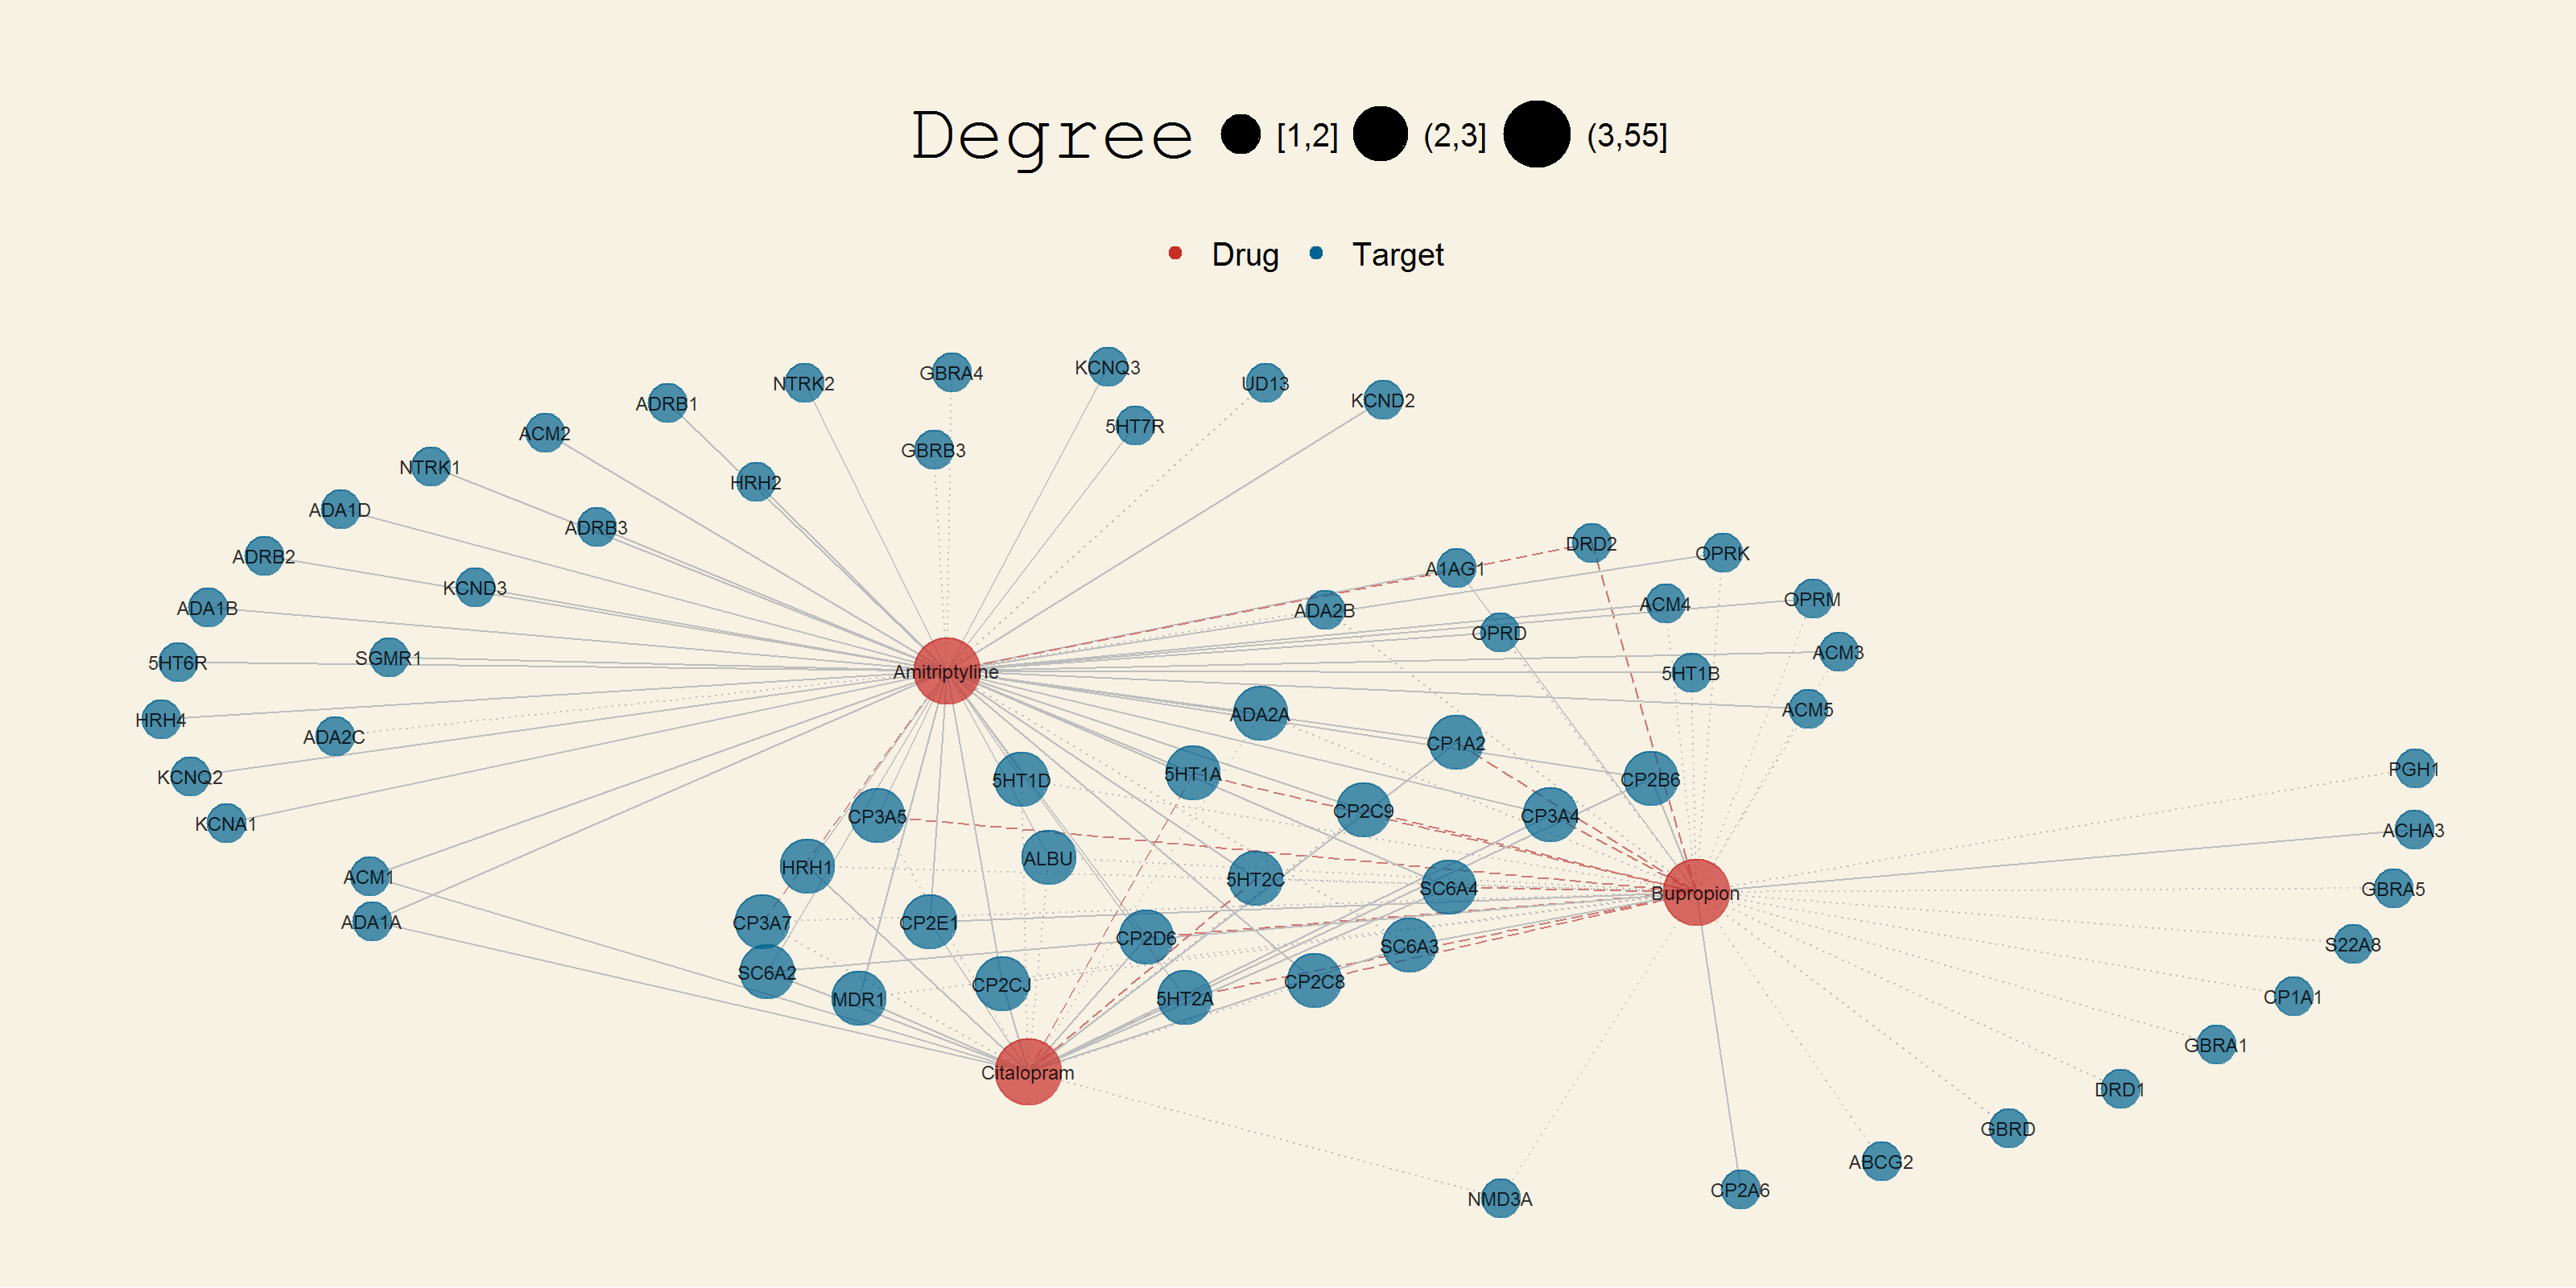 Degree [1,2] (2,3] (3,55]
Drug Target
KCNQ3
GBRA4
NTRK2 UD13
ADRB1 KCND2
5HT7R
ACM2
GBRB3
NTRK1
HRH2
ADA1D
ADRB3
DRD2
ADRB2 OPRK
A1AG1
KCND3
OPRM
ADA1B ADA2B ACM4
OPRD
ACM3
5HT6R SGMR1
Amitriptyline 5HT1B
ACM5
HRH4 ADA2A
ADA2C CP1A2
PGH1
KCNQ2 5HT1D 5HT1A CP2B6
CP2C9
KCNA1 CP3A5 CP3A4 ACHA3
ALBU
HRH1
ACM1 5HT2C SC6A4 GBRA5
Bupropion
ADA1A CP3A7 CP2E1
CP2D6 SC6A3 S22A8
SC6A2
CP2CJ CP2C8
MDR1 5HT2A CP1A1
GBRA1
Citalopram
DRD1
GBRD
ABCG2
CP2A6
NMD3A